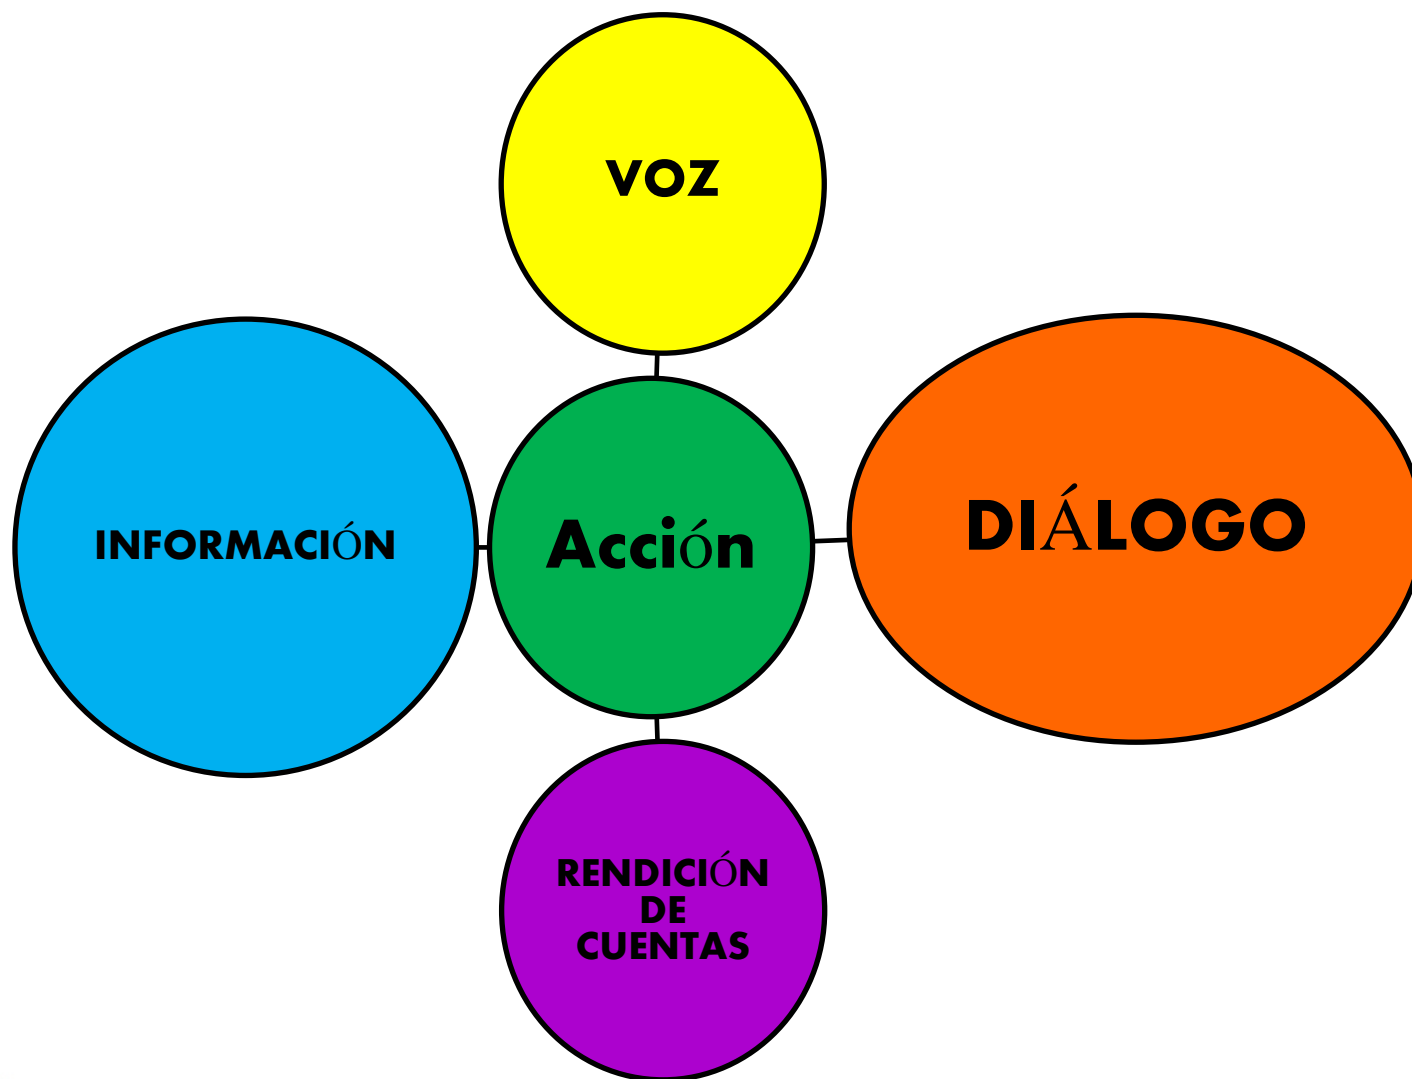 VOZ
INFORMACIÓN
Acción
DIÁLOGO
RENDICIÓN
DE
CUENTAS